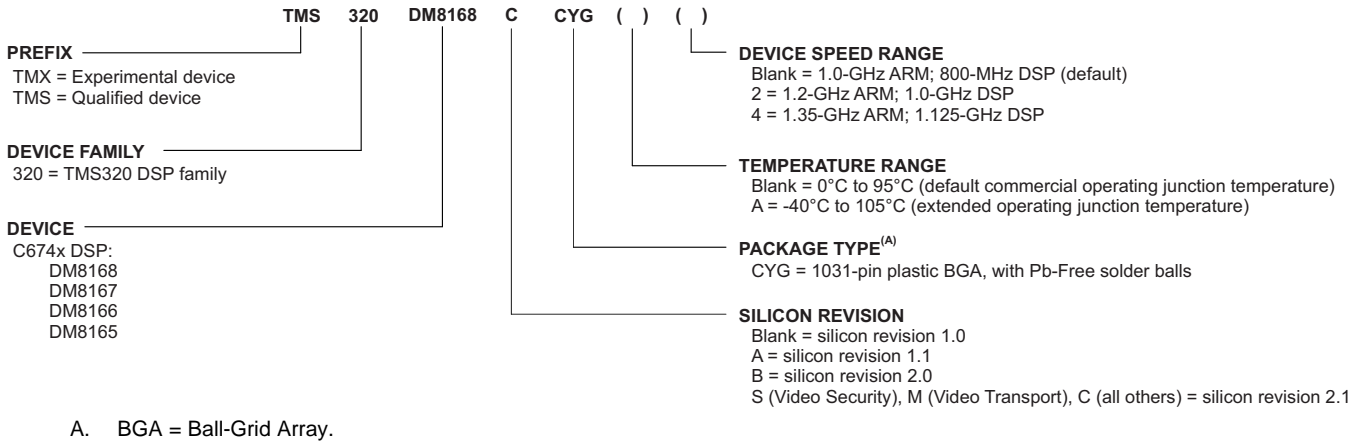 TMS 320 DM8168 C CYG ( ) ( )
PREFIX
TMX = Experimental device
TMS = Qualified device
DEVICE FAMILY
320 = TMS320 DSP family
DEVICE
C674x DSP:
DM8168
DM8167
DM8166
DM8165
DEVICE SPEED RANGE
Blank = 1.0-GHz ARM; 800-MHz DSP (default)
2 = 1.2-GHz ARM; 1.0-GHz DSP
4 = 1.35-GHz ARM; 1.125-GHz DSP
TEMPERATURE RANGE
Blank = 0°C to 95°C (default commercial operating junction temperature)
A = -40°C to 105°C (extended operating junction temperature)
PACKAGE TYPE(A)
CYG = 1031-pin plastic BGA, with Pb-Free solder balls
SILICON REVISION
Blank = silicon revision 1.0
A = silicon revision 1.1
B = silicon revision 2.0
S (Video Security), M (Video Transport), C (all others) = silicon revision 2.1
A. BGA = Ball-Grid Array.